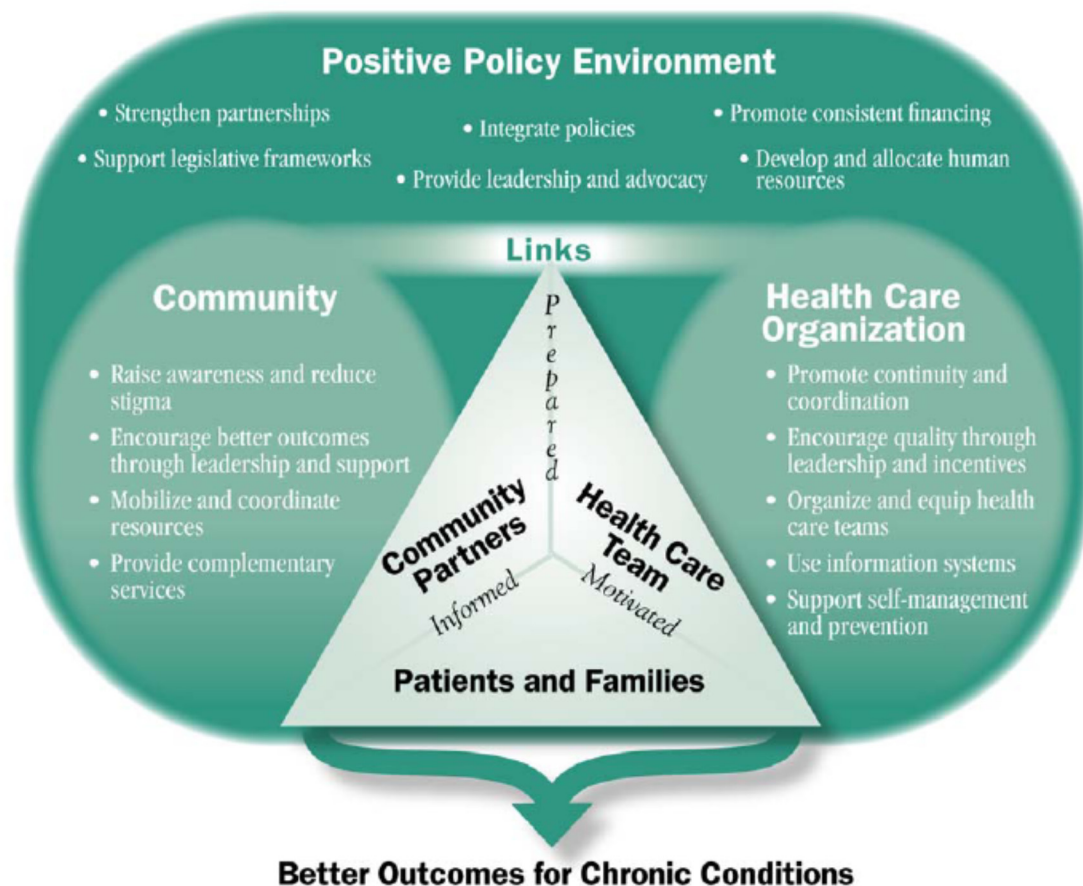 Positive Policy Environment
• Strengthen partnerships
• Support legislative frameworks
• Integrate policies
• Provide leadership and advocacy
• Promote consistent financing
• Develop and allocate human
resources
Links
Community
• Raise awareness and reduce
stigma
• Encourage better outcomes
through leadership and support
• Mobilize and coordinate
resources
• Provide complementary
services
Prepared
Community
Partners
Informed
Health Care
Team
Motivated
Patients and Families
Health Care
Organization
• Promote continuity and
coordination
• Encourage quality through
leadership and incentives
• Organize and equip health
care teams
• Use information systems
• Support self-management
and prevention
Better Outcomes for Chronic Conditions